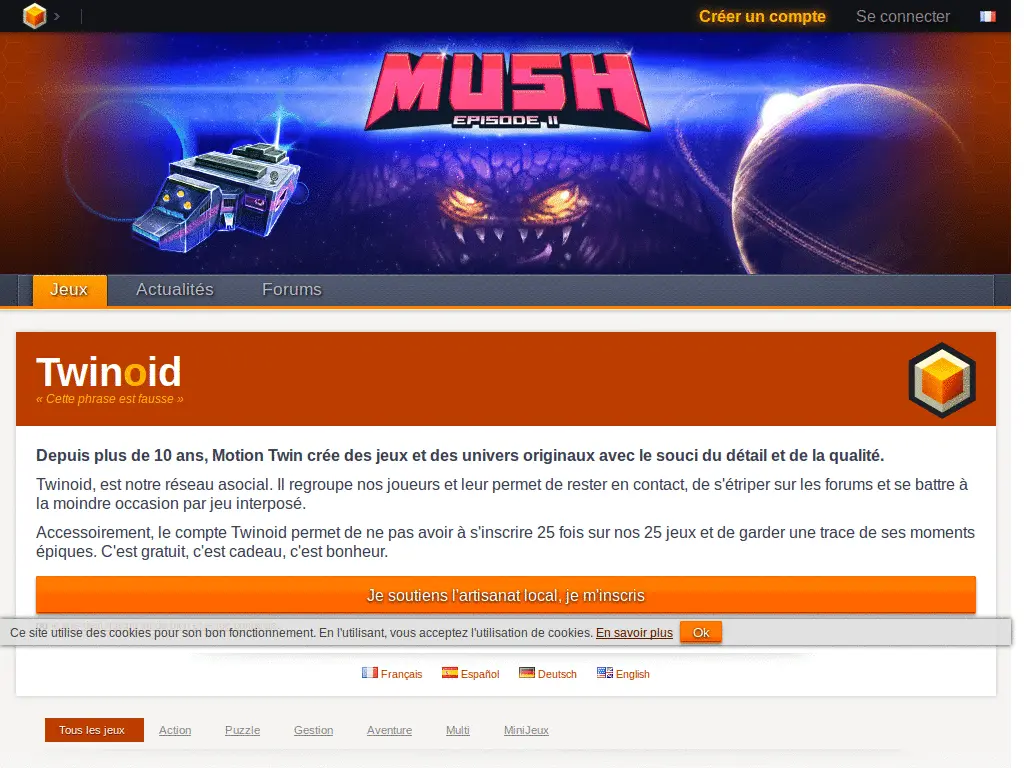 Créer un compte Se connecter
MUSH
EPISODE II
Jeux Actualités Forums
Twinoid
« Cette phrase est fausse »
Depuis plus de 10 ans, Motion Twin crée des jeux et des univers originaux avec le souci du détail et de la qualité.
Twinoid, est notre réseau asocial. Il regroupe nos joueurs et leur permet de rester en contact, de s'étriper sur les forums et se battre à
la moindre occasion par jeu interposé.
Accessoirement, le compte Twinoid permet de ne pas avoir à s'inscrire 25 fois sur nos 25 jeux et de garder une trace de ses moments
épiques. C'est gratuit, c'est cadeau, c'est bonheur.
Je soutiens l'artisanat local, je m'inscris
Ce site utilise des cookies pour son bon fonctionnement. En l'utilisant, vous acceptez l'utilisation de cookies. En savoir plus Ok
Français Español Deutsch English
Tous les jeux Action Puzzle Gestion Aventure Multi MiniJeux